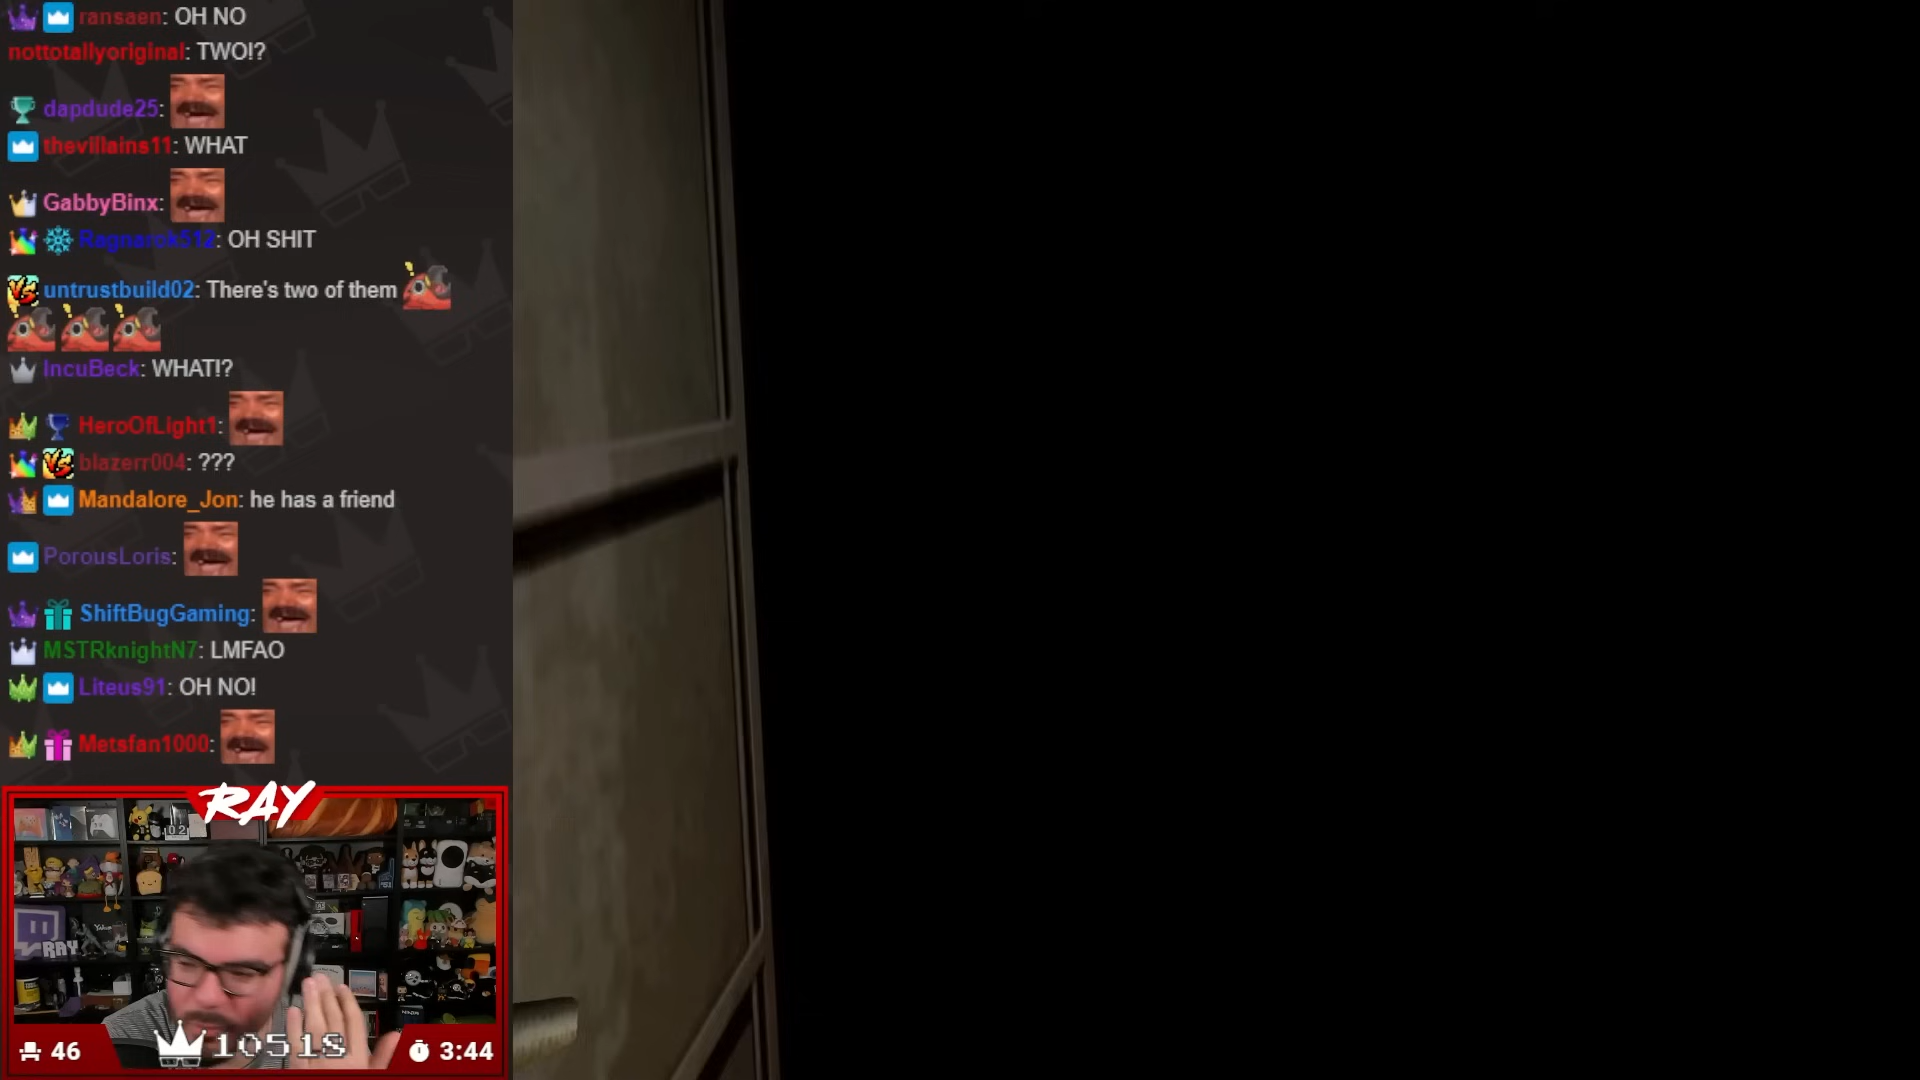 ransaen: OH NO
nottotallyoriginal: TWO!?
dapdude25:
thevillains11: WHAT
GabbyBinx:
Ragnarok512: OH SHIT
untrustbuild02: There's two of them
IncuBeck: WHAT!?
HeroOfLight1:
blazerr004: ???
Mandalore_Jon: he has a friend
PorousLoris:
ShiftBugGaming:
MSTRknightN7: LMFAO
Liteus91: OH NO!
Metsfan1000:
RAY
RAY
46
10518
3:44